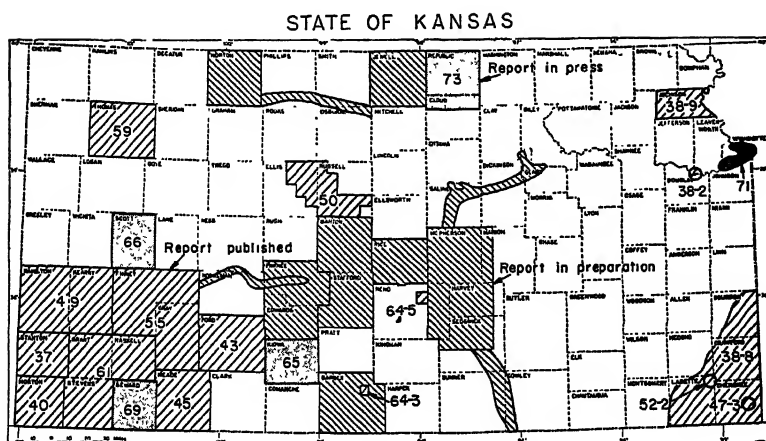 STATE OF KANSAS
CHEYENNE RAWLINS DECATUR NORTON PHILLIPS SMITH JEWELL REPUBLIC WASHINGTON MARSHALL NEMAHA BROWN DONIPHAN
73
Report in press
CLOUD
SHERMAN THOMAS SHERIDAN GRAHAM ROOKS OSBORNE MITCHELL CLAY RILEY POTTAWATOMIE JACKSON
38-9
59
JEFFERSON LEAVENWORTH
WYANDOTTE
OTTAWA
LINCOLN
WALLACE LOGAN GOVE TREGO ELLIS RUSSELL
DICKINSON WABAUNSEE SHAWNEE
DOUGLAS JOHNSON
38-2
71
50
ELLSWORTH SALINE
MORRIS LYON OSAGE FRANKLIN MIAMI
GREELEY WICHITA SCOTT LANE NESS RUSH BARTON
66
Report published
RICE McPHERSON MARION CHASE COFFEY ANDERSON LINN
Report in preparation
HAMILTON KEARNY FINNEY PAWNEE STAFFORD
HODGEMAN
49
55
GRAY
FORD
43
EDWARDS
RENO
64-5
HARVEY
SEDGWICK
BUTLER GREENWOOD WOODSON ALLEN BOURBON
PRATT
KINGMAN
STANTON GRANT HASKELL
37
6
KIOWA
65
WILSON NEOSHO CRAWFORD
38-8
ELK
MORTON STEVENS SEWARD MEADE CLARK
40
69
45
COMANCHE
BARBER
HARPER
64-3
SUMNER
COWLEY
CHAUTAUQUA
MONTGOMERY
LABETTE
CHEROKEE
52-2
47-3